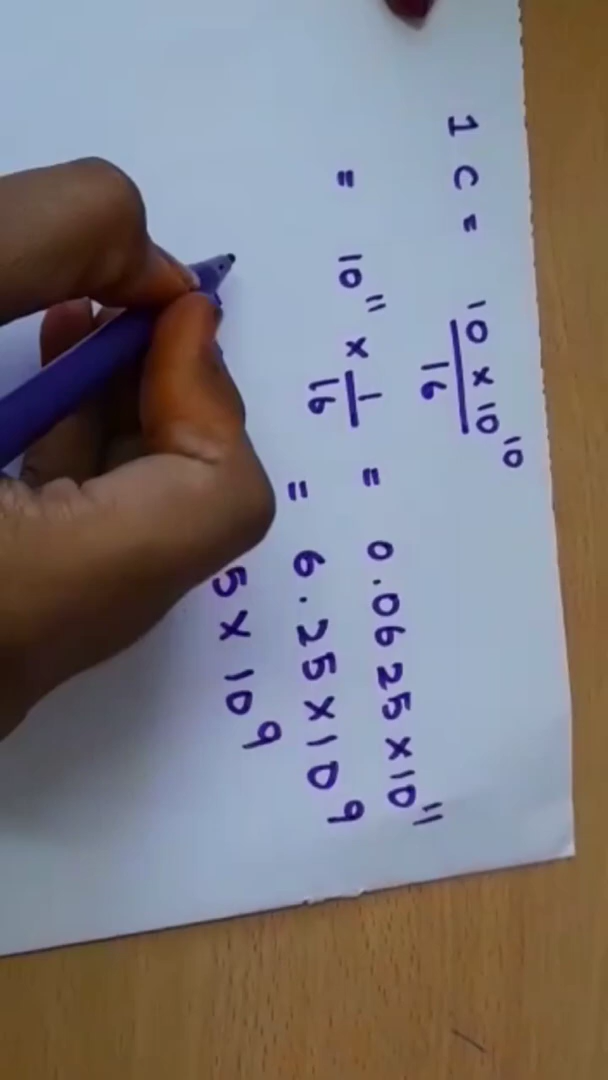 1 C = 10 × 10^10 / 16
= 10^11 × 1/16 = 0.0625 × 10^11
= 6.25 × 10^9
5 × 10^9